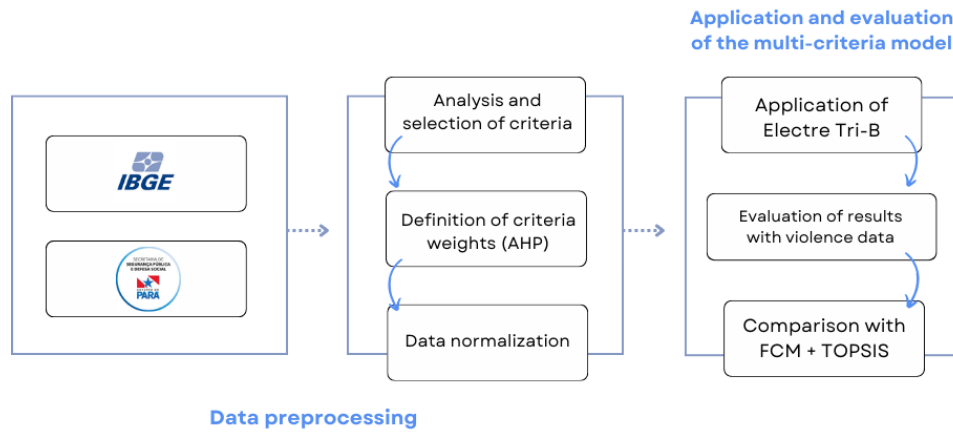 Application and evaluation
of the multi-criteria model
IBGE
SECRETARIA DE
SEGURANÇA PÚBLICA
E DEFESA SOCIAL
GOVERNO DO
PARÁ
Analysis and
selection of criteria
Definition of criteria
weights (AHP)
Data normalization
Application of
Electre Tri-B
Evaluation of results
with violence data
Comparison with
FCM + TOPSIS
Data preprocessing